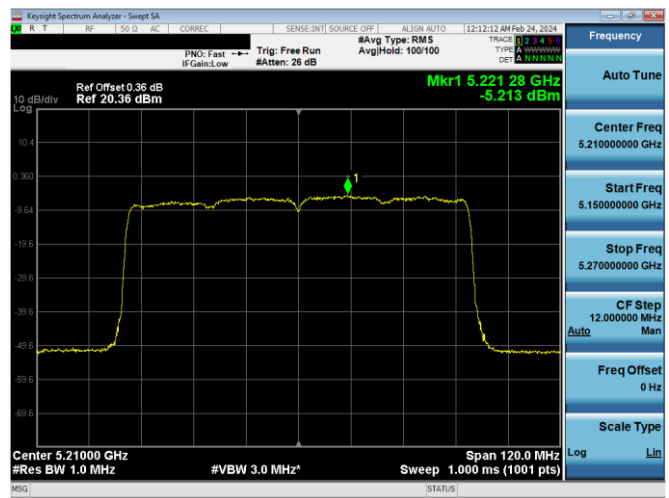 Keysight Spectrum Analyzer - Swept SA
R T RF 50 Ω AC CORREC SENSE:INT SOURCE OFF ALIGN AUTO 12:12:12 AM Feb 24, 2024
#Avg Type: RMS TRACE 1 2 3 4 5 6
PNO: Fast Trig: Free Run Avg|Hold: 100/100 TYPE A WWWWW
IFGain:Low #Atten: 26 dB DET A N N N N N
Mkr1 5.221 28 GHz
Ref Offset 0.36 dB
10 dB/div Ref 20.36 dBm -5.213 dBm
Log
10.4
0.360
1
-9.64
-19.6
-29.6
-39.6
-49.6
-59.6
-69.6
Center 5.21000 GHz Span 120.0 MHz
#Res BW 1.0 MHz #VBW 3.0 MHz* Sweep 1.000 ms (1001 pts)
MSG STATUS
Frequency
Auto Tune
Center Freq
5.210000000 GHz
Start Freq
5.150000000 GHz
Stop Freq
5.270000000 GHz
CF Step
12.000000 MHz
Auto Man
Freq Offset
0 Hz
Scale Type
Log Lin